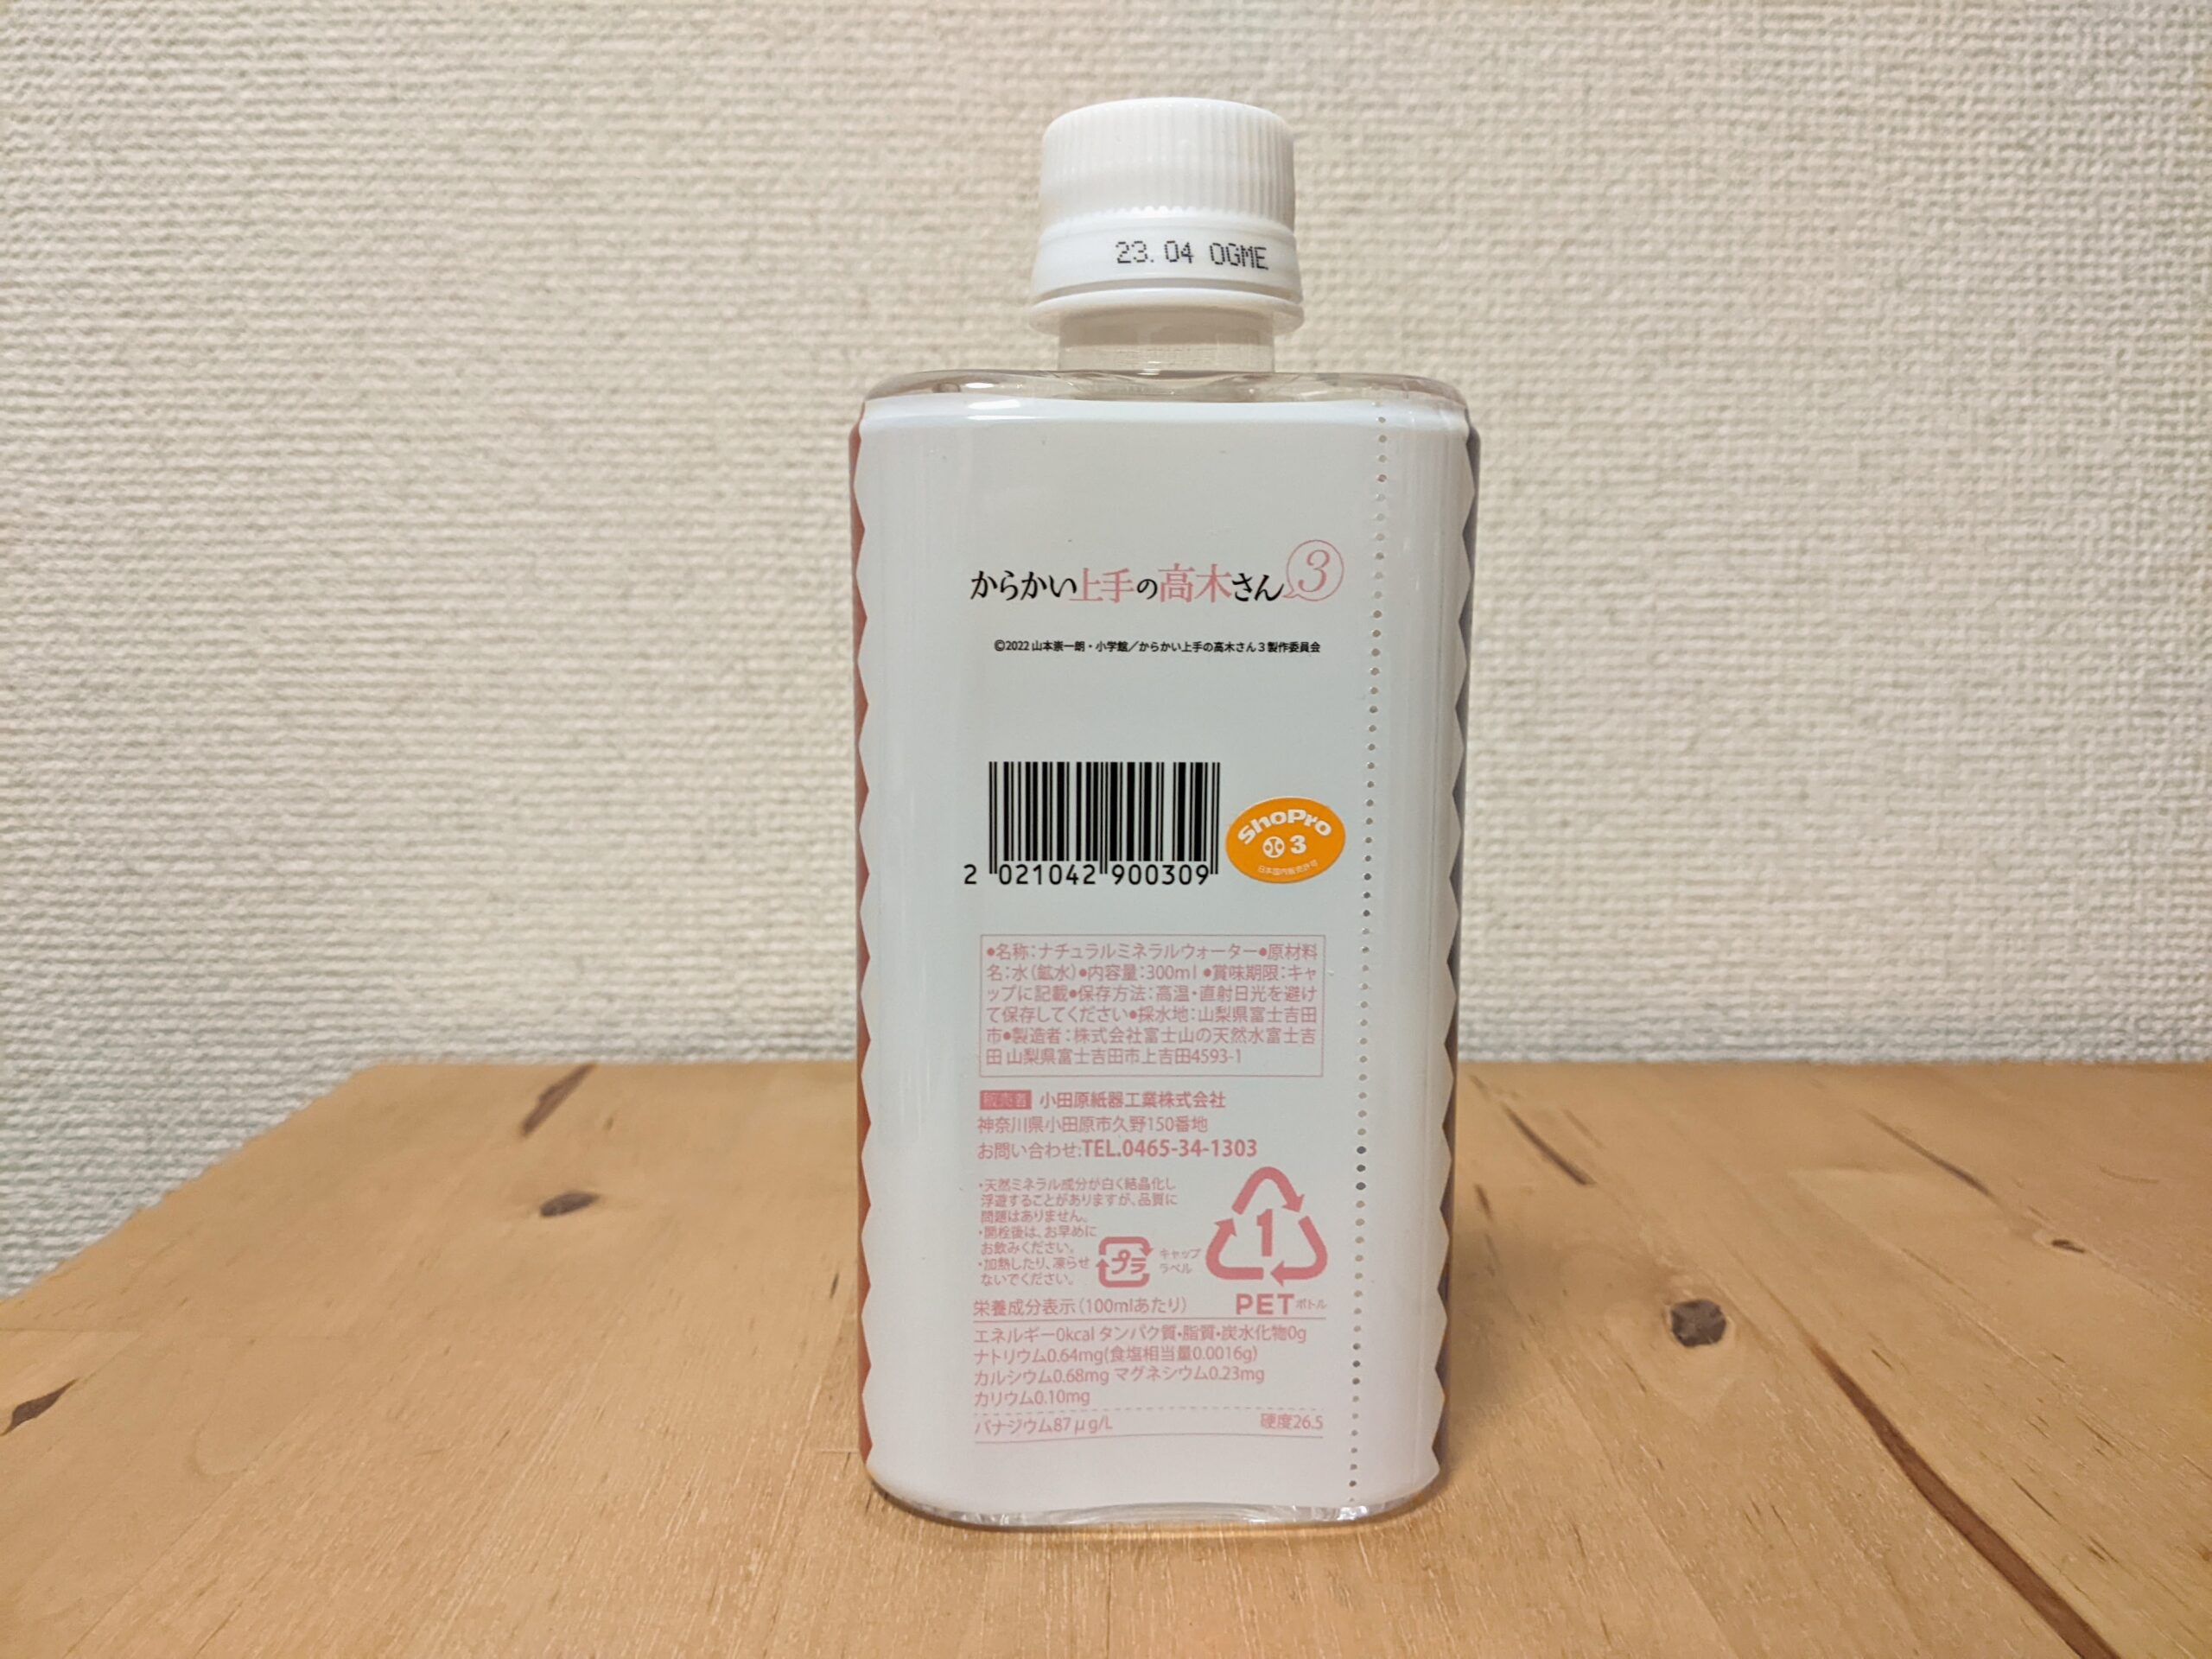 23.04 OGME
からかい上手の高木さん3
©2022 山本崇一朗・小学館／からかい上手の高木さん３製作委員会
2 021042 900309
ShoPro
小 3
日本国内販売許可
●名称：ナチュラルミネラルウォーター●原材料
名：水（鉱水）●内容量：300ml ●賞味期限：キャ
ップに記載●保存方法：高温・直射日光を避け
て保存してください●採水地：山梨県富士吉田
市●製造者：株式会社富士山の天然水富士吉
田 山梨県富士吉田市上吉田4593-1
販売者 小田原紙器工業株式会社
神奈川県小田原市久野150番地
お問い合わせ:TEL.0465-34-1303
・天然ミネラル成分が白く結晶化し
浮遊することがありますが、品質に
問題はありません。
・開栓後は、お早めに
お飲みください。
・加熱したり、凍らせ
ないでください。
プラ
キャップ
ラベル
1
PETボトル
栄養成分表示（100mlあたり）
エネルギー0kcal タンパク質・脂質・炭水化物0g
ナトリウム0.64mg(食塩相当量0.0016g)
カルシウム0.68mg マグネシウム0.23mg
カリウム0.10mg
バナジウム87μg/L 硬度26.5